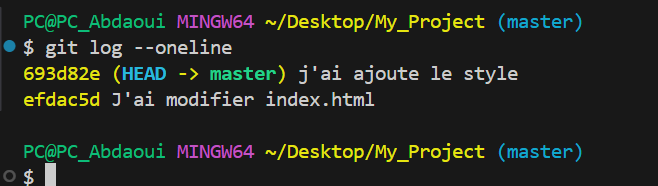 PC@PC_Abdaoui MINGW64 ~/Desktop/My_Project (master)
$ git log --oneline
693d82e (HEAD -> master) j'ai ajoute le style
efdac5d J'ai modifier index.html
PC@PC_Abdaoui MINGW64 ~/Desktop/My_Project (master)
$